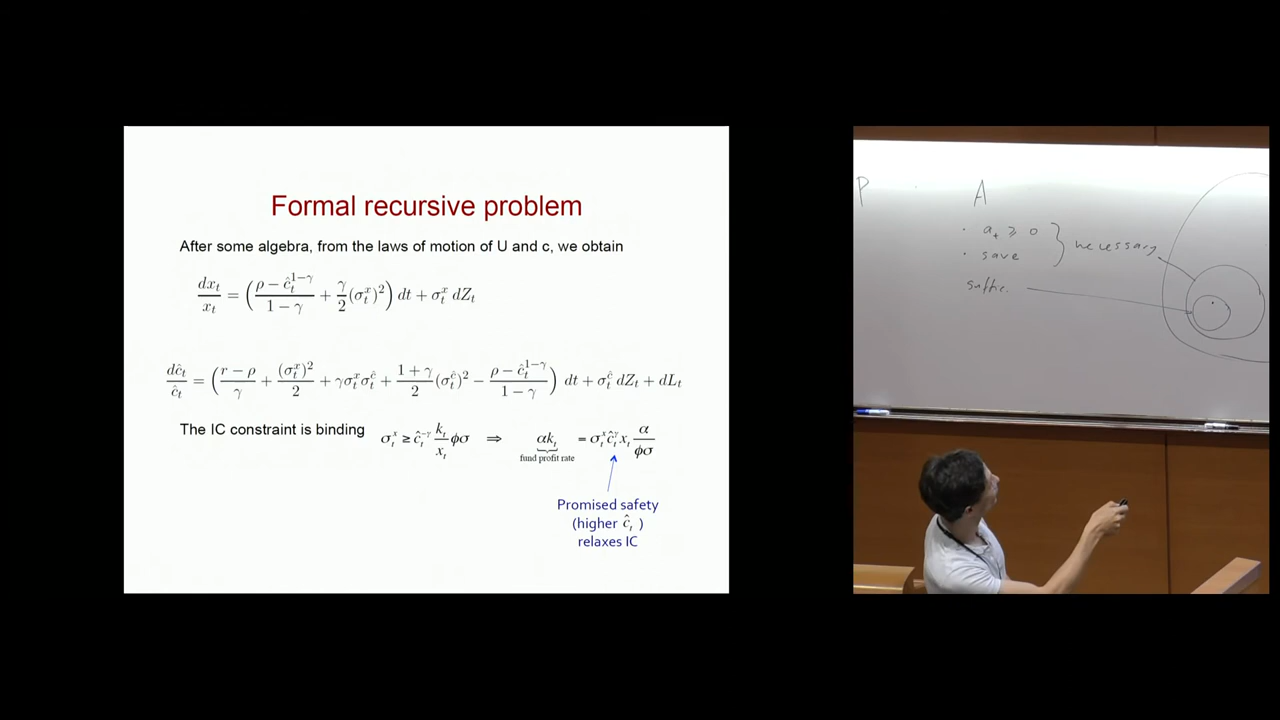 Formal recursive problem
After some algebra, from the laws of motion of U and c, we obtain
dx_t / x_t = ( (ρ − ĉ_t^{1−γ}) / (1 − γ) + (γ/2)(σ_t^x)^2 ) dt + σ_t^x dZ_t
dĉ_t / ĉ_t = ( (r − ρ)/γ + (σ_t^x)^2 / 2 + γσ_t^x σ_t^ĉ + ((1 + γ)/2)(σ_t^ĉ)^2 − (ρ − ĉ_t^{1−γ}) / (1 − γ) ) dt + σ_t^ĉ dZ_t + dL_t
The IC constraint is binding σ_t^x ≥ ĉ_t^{−γ} (k_t / x_t) ϕσ ⇒ αk_t = σ_t^x ĉ_t^γ x_t α / ϕσ
fund profit rate
Promised safety
(higher ĉ_t )
relaxes IC
P A
· a_t ≥ 0
· save
} necessary
suffic.